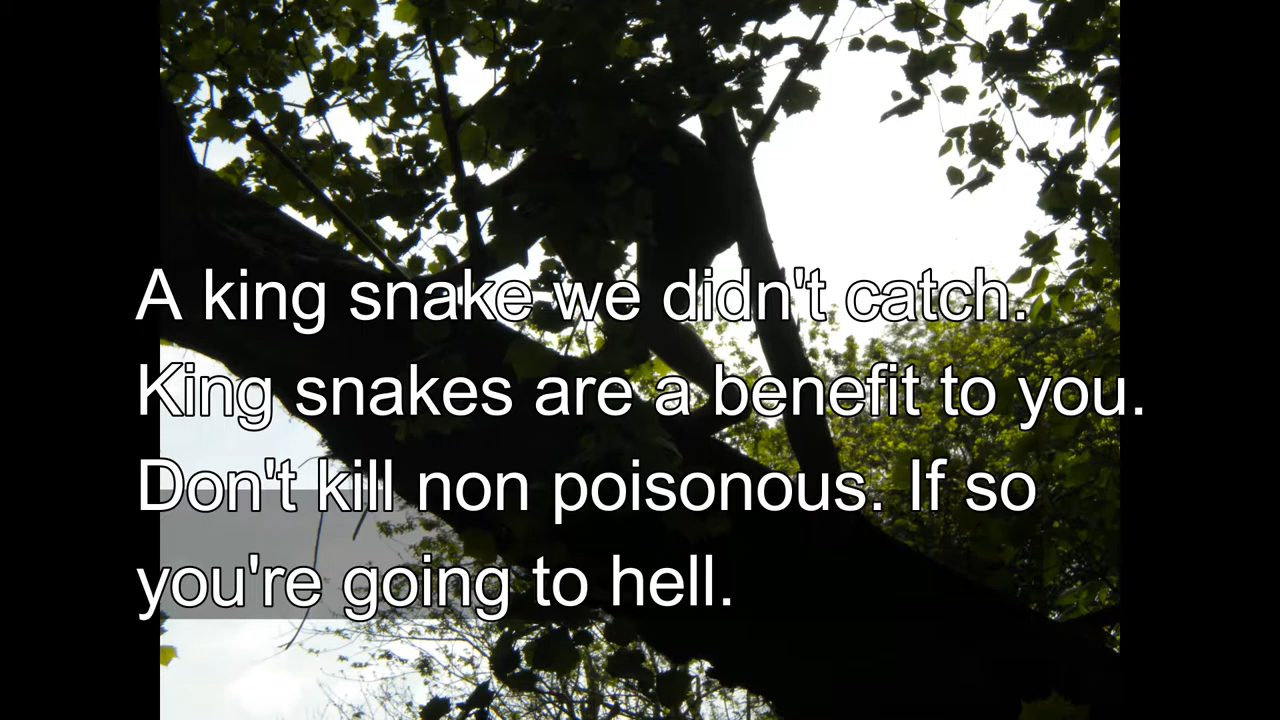 A king snake we didn't catch.
King snakes are a benefit to you.
Don't kill non poisonous. If so
you're going to hell.